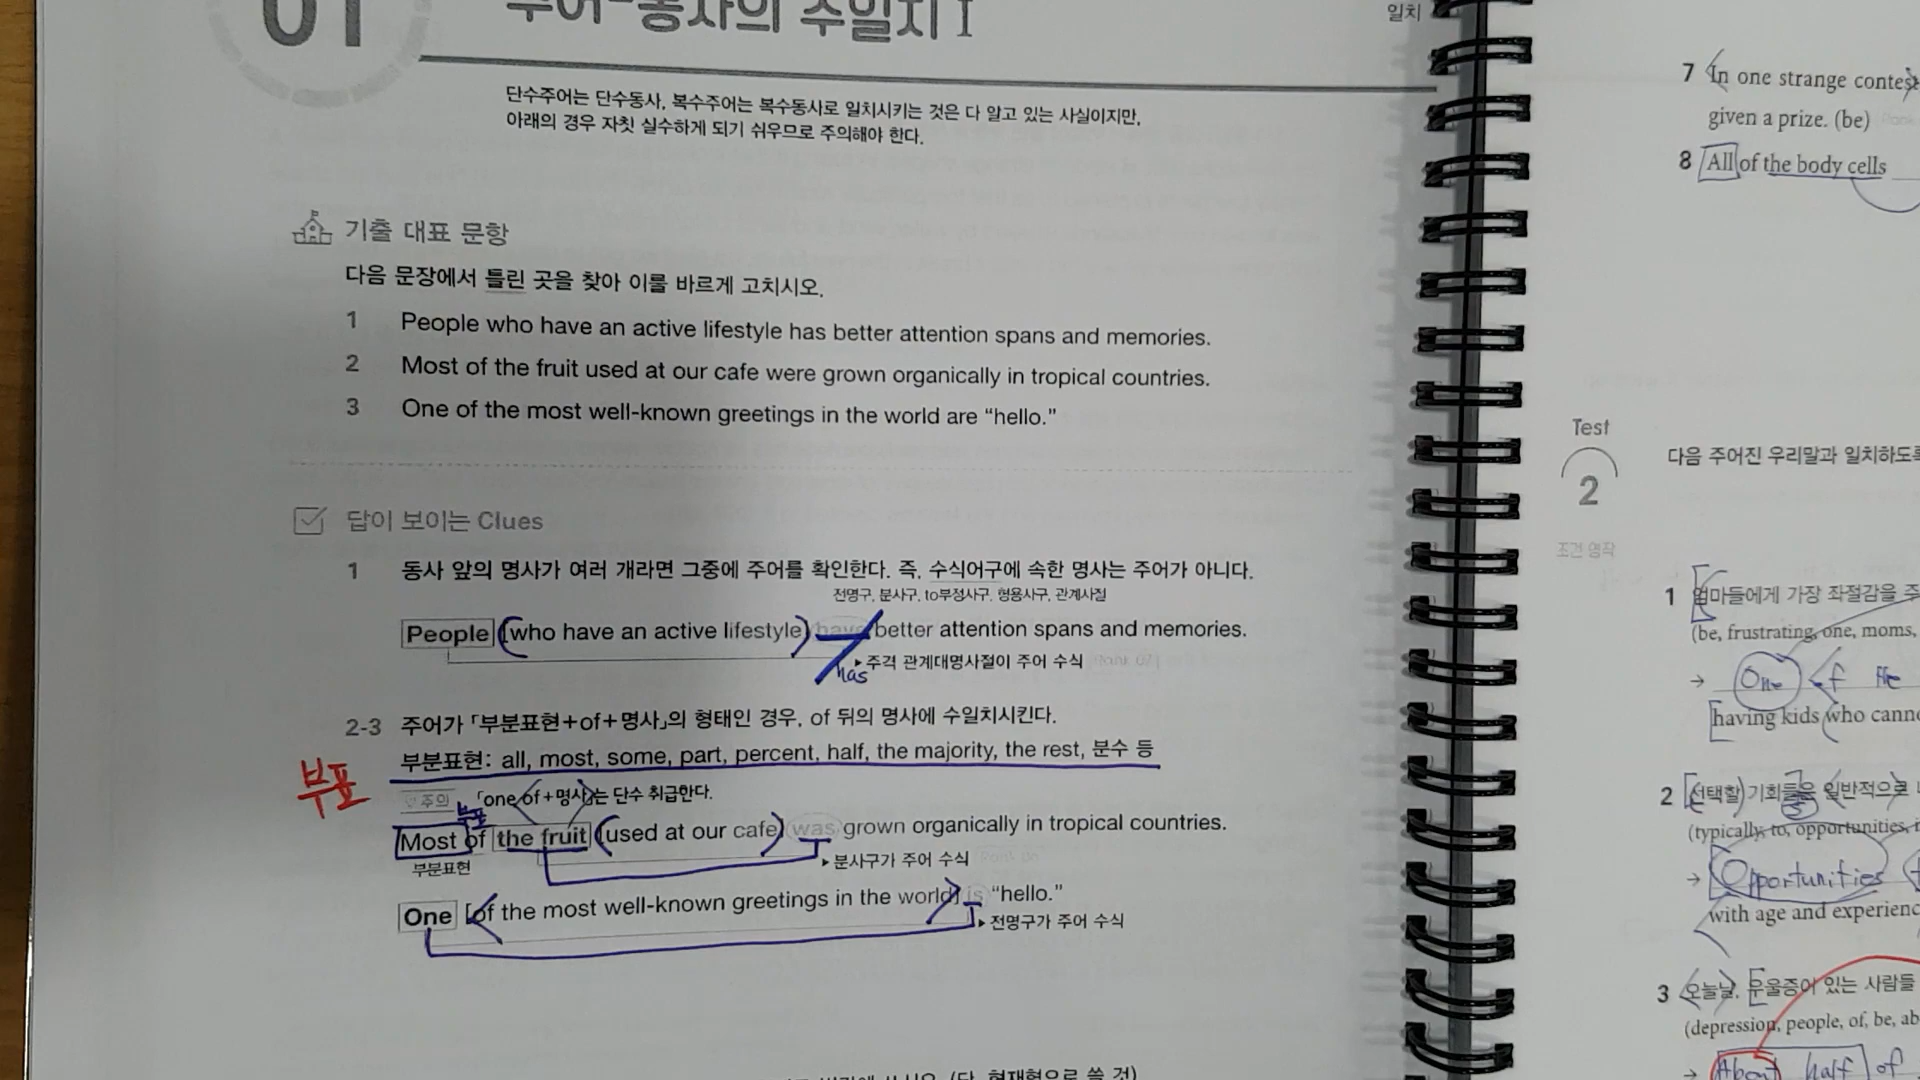 01 주어-동사의 수일치 I
일치
단수주어는 단수동사, 복수주어는 복수동사로 일치시키는 것은 다 알고 있는 사실이지만,
아래의 경우 자칫 실수하게 되기 쉬우므로 주의해야 한다.
기출 대표 문항
다음 문장에서 틀린 곳을 찾아 이를 바르게 고치시오.
1 People who have an active lifestyle has better attention spans and memories.
2 Most of the fruit used at our cafe were grown organically in tropical countries.
3 One of the most well-known greetings in the world are “hello.”
답이 보이는 Clues
1 동사 앞의 명사가 여러 개라면 그중에 주어를 확인한다. 즉, 수식어구에 속한 명사는 주어가 아니다.
전명구, 분사구, to부정사구, 형용사구, 관계사절
People (who have an active lifestyle) have better attention spans and memories.
주격 관계대명사절이 주어 수식
has
2-3 주어가 「부분표현+of+명사」의 형태인 경우, of 뒤의 명사에 수일치시킨다.
부분표현: all, most, some, part, percent, half, the majority, the rest, 분수 등
부표
주의 「one of+명사」는 단수 취급한다.
부표
Most of the fruit (used at our cafe) was grown organically in tropical countries.
부분표현
분사구가 주어 수식
One [of the most well-known greetings in the world] is “hello.”
전명구가 주어 수식
(단, 현재형으로 쓸 것)
7 In one strange contest
given a prize. (be)
8 All of the body cells
Test
2
다음 주어진 우리말과 일치하도록
조건 영작
1 엄마들에게 가장 좌절감을 주
(be, frustrating, one, moms,
→ One of the
having kids who canno
2 [선택할) 기회들은 일반적으로
(typically, to, opportunities,
→ Opportunities
with age and experienc
3 오늘날, 우울증이 있는 사람들
(depression, people, of, be, ab
→ About half of